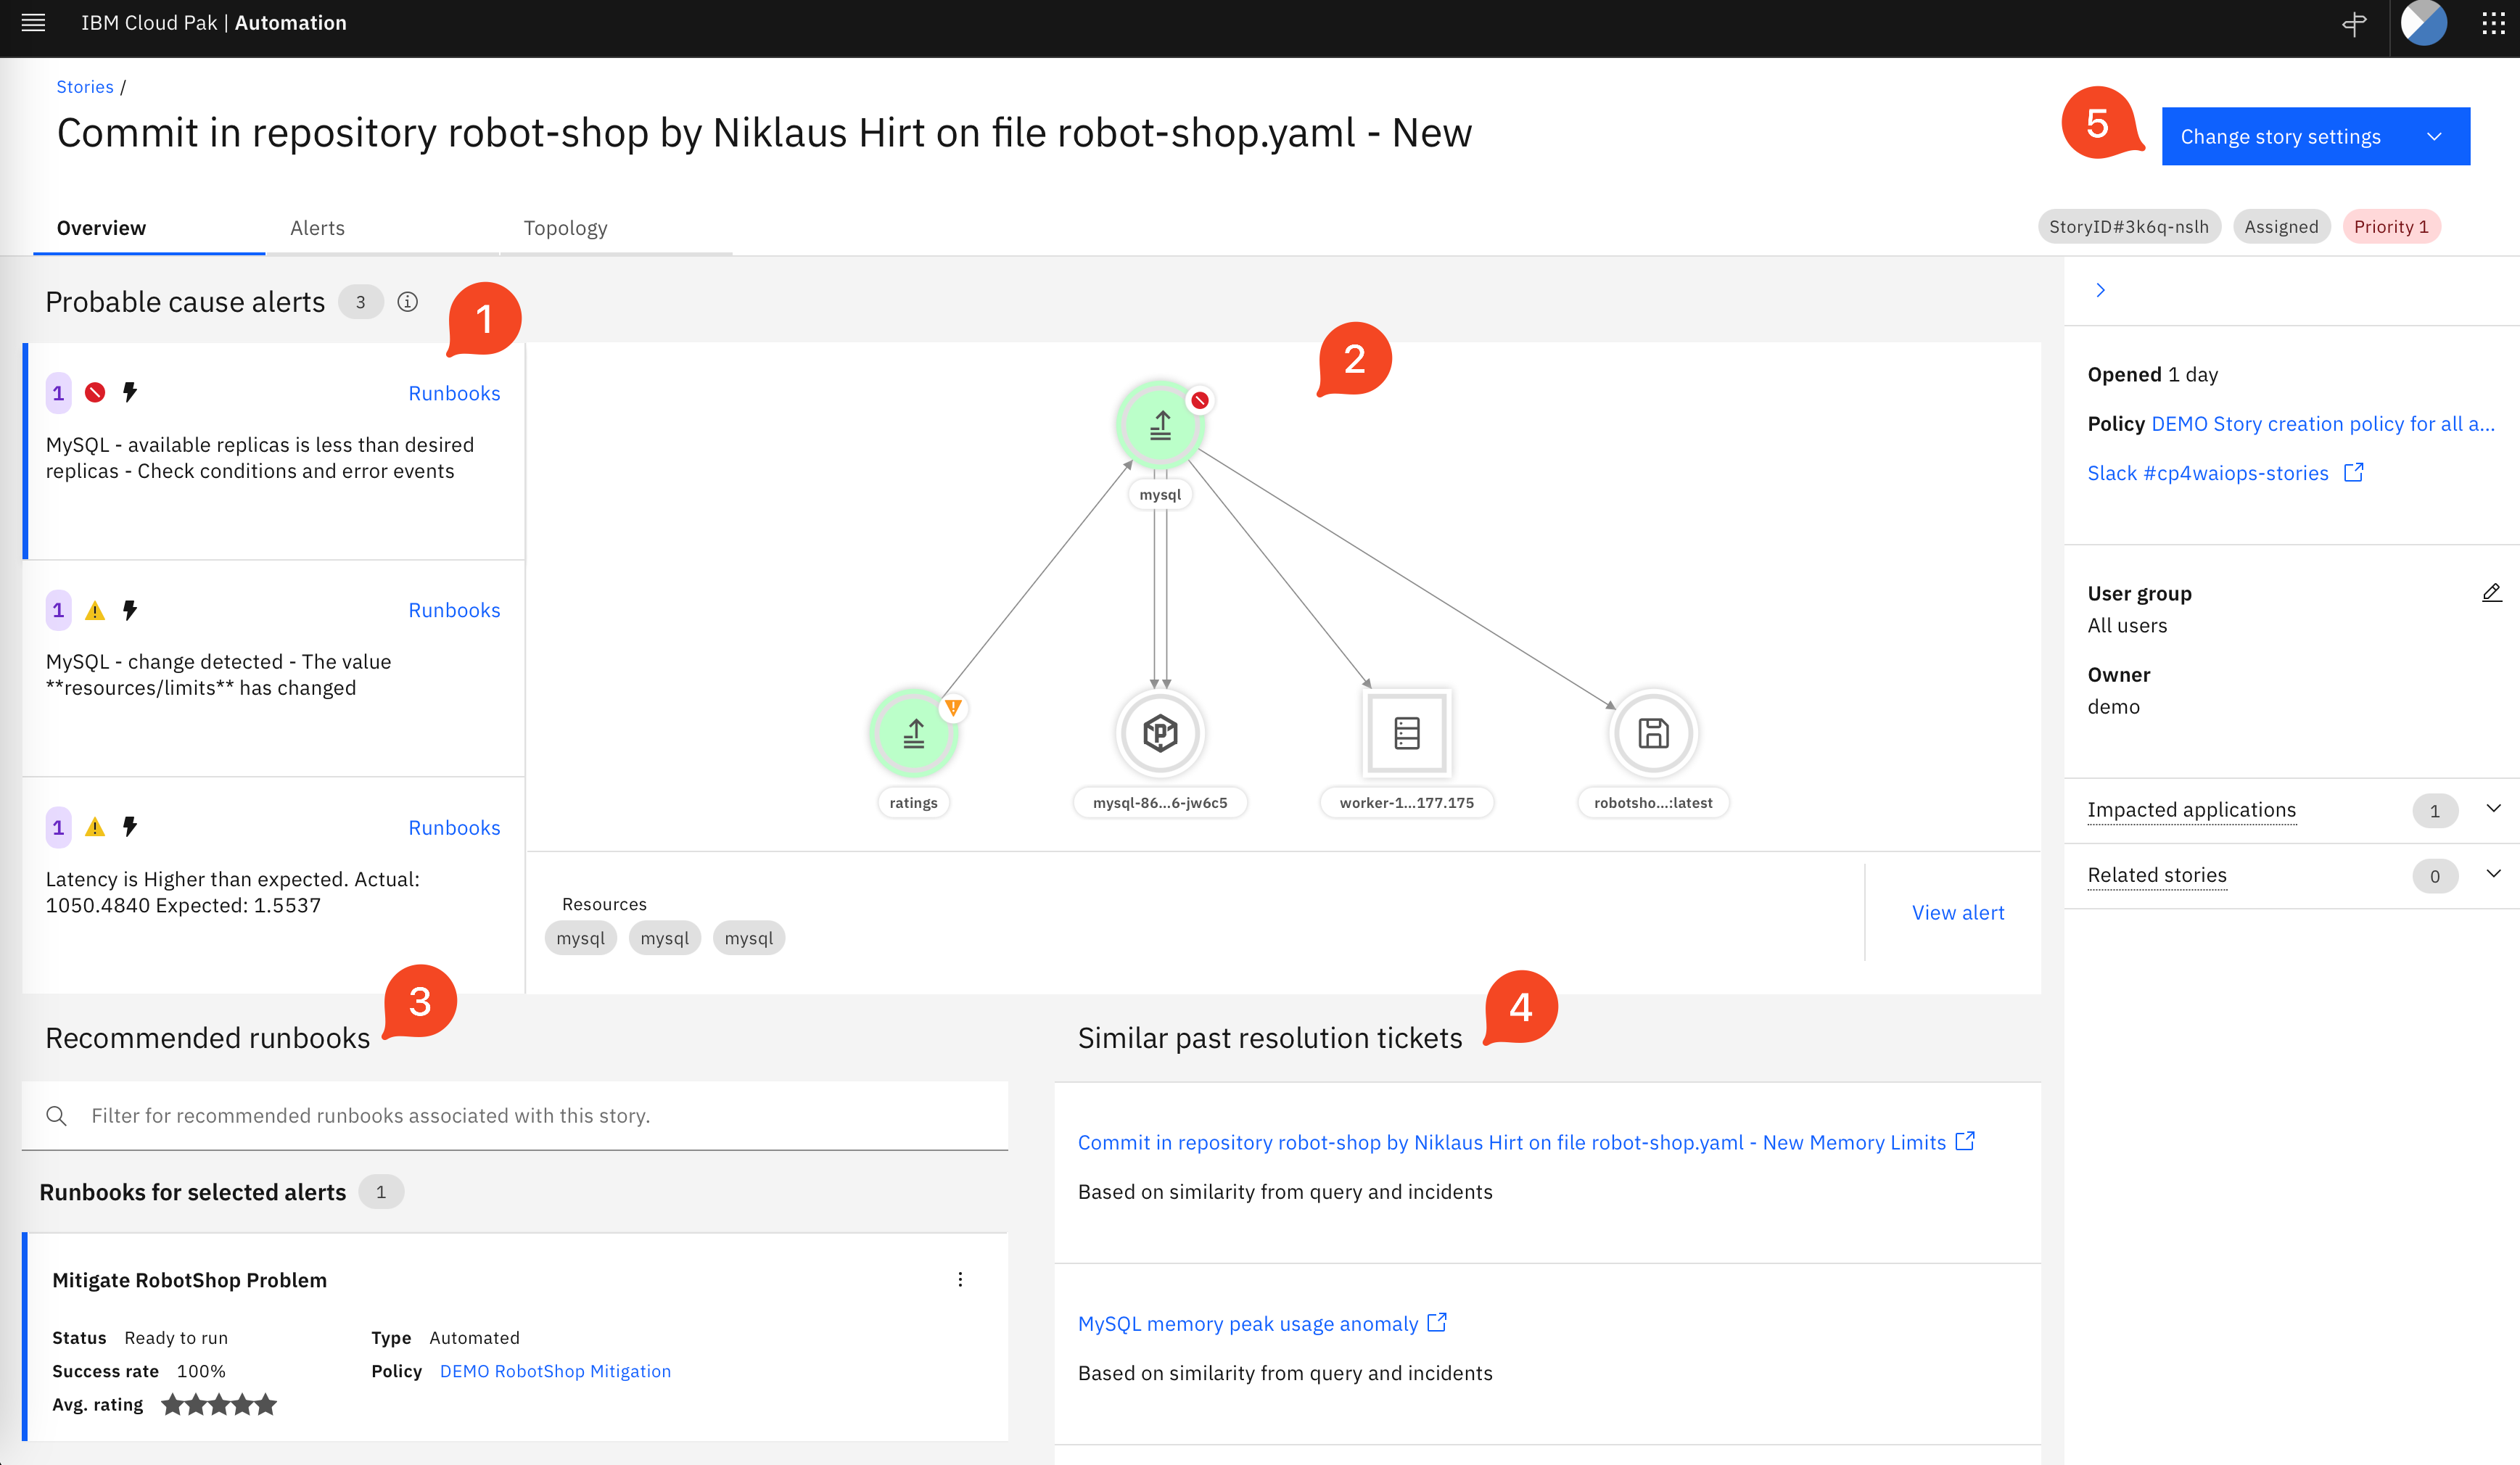 IBM Cloud Pak | Automation
Stories /
Commit in repository robot-shop by Niklaus Hirt on file robot-shop.yaml - New
5
Change story settings
Overview
Alerts
Topology
StoryID#3k6q-nslh
Assigned
Priority 1
Probable cause alerts 3
1
2
1
Runbooks
MySQL - available replicas is less than desired
replicas - Check conditions and error events
1
Runbooks
MySQL - change detected - The value
**resources/limits** has changed
1
Runbooks
Latency is Higher than expected. Actual:
1050.4840 Expected: 1.5537
mysql
ratings
mysql-86...6-jw6c5
worker-1...177.175
robotsho...:latest
Resources
mysql
mysql
mysql
View alert
Opened 1 day
Policy DEMO Story creation policy for all a...
Slack #cp4waiops-stories
User group
All users
Owner
demo
Impacted applications 1
Related stories 0
3
Recommended runbooks
Filter for recommended runbooks associated with this story.
Runbooks for selected alerts 1
Mitigate RobotShop Problem
Status Ready to run
Type Automated
Success rate 100%
Policy DEMO RobotShop Mitigation
Avg. rating
4
Similar past resolution tickets
Commit in repository robot-shop by Niklaus Hirt on file robot-shop.yaml - New Memory Limits
Based on similarity from query and incidents
MySQL memory peak usage anomaly
Based on similarity from query and incidents